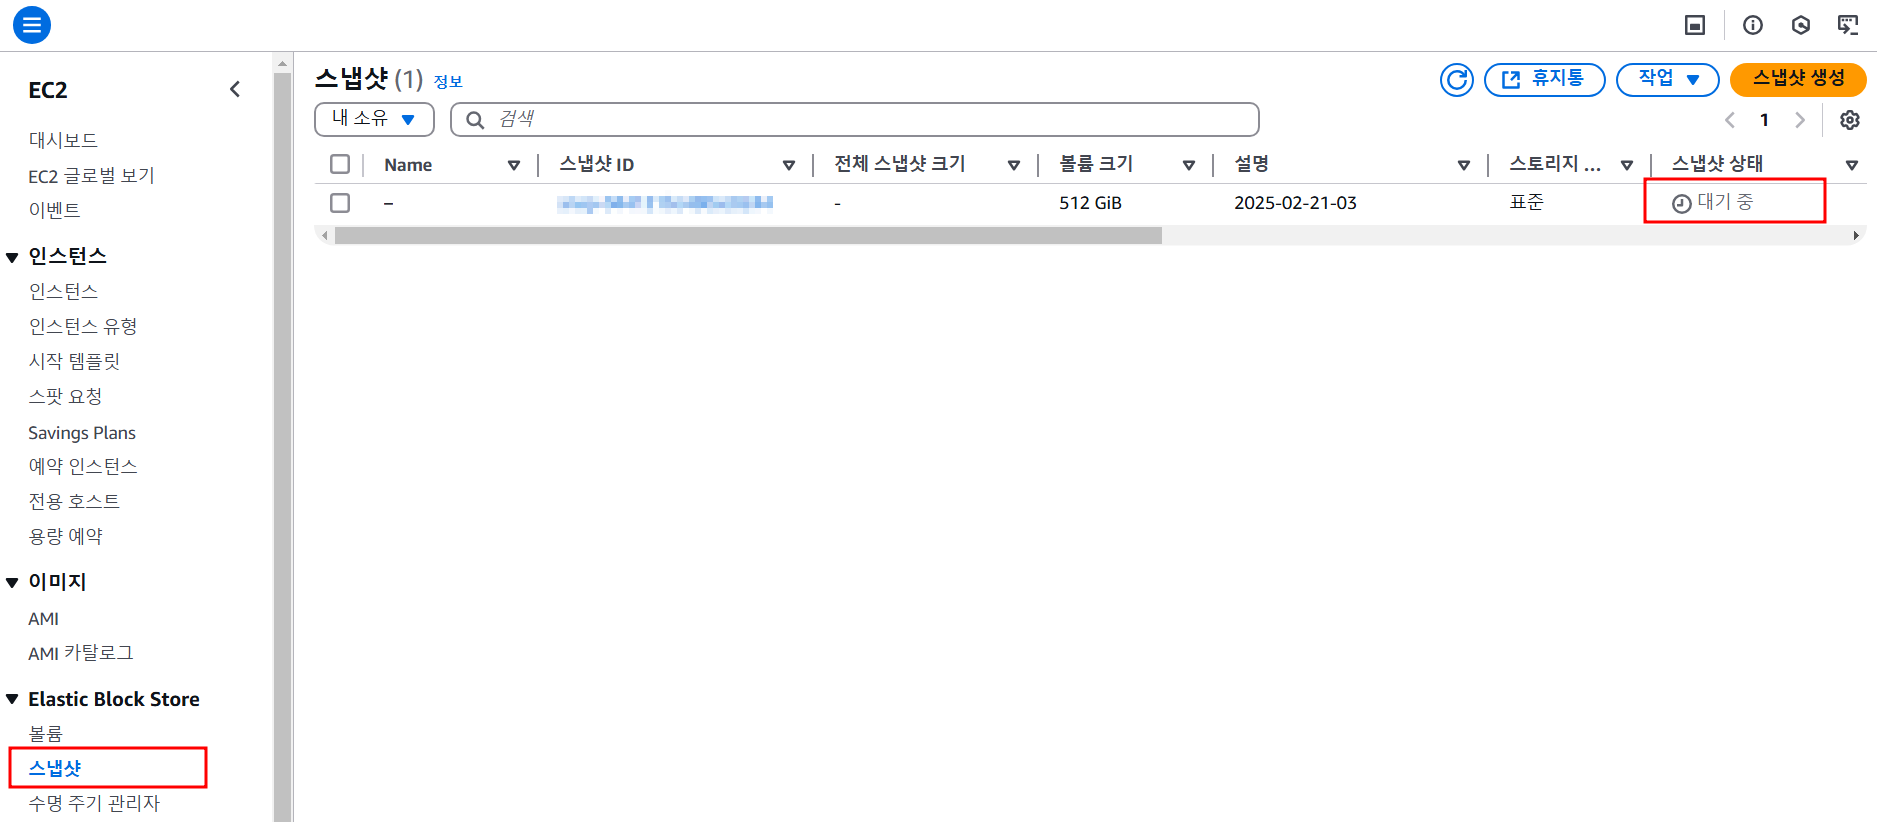 EC2
대시보드
EC2 글로벌 보기
이벤트
인스턴스
인스턴스
인스턴스 유형
시작 템플릿
스팟 요청
Savings Plans
예약 인스턴스
전용 호스트
용량 예약
이미지
AMI
AMI 카탈로그
Elastic Block Store
볼륨
스냅샷
수명 주기 관리자
스냅샷 (1) 정보
휴지통
작업
스냅샷 생성
내 소유
검색
1
Name 스냅샷 ID 전체 스냅샷 크기 볼륨 크기 설명 스토리지 ... 스냅샷 상태
– - 512 GiB 2025-02-21-03 표준 대기 중